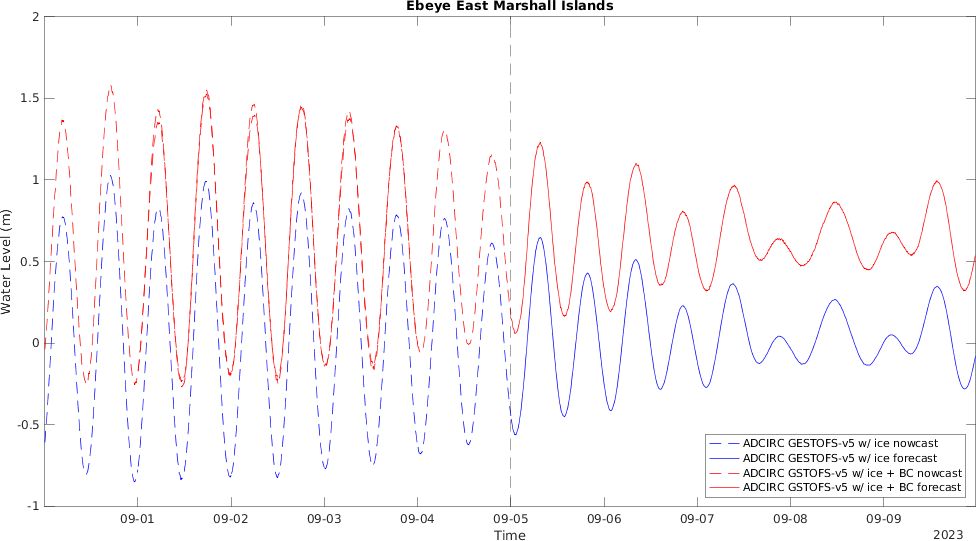 Ebeye East Marshall Islands
2
1.5
1
0.5
0
-0.5
-1
Water Level (m)
09-01 09-02 09-03 09-04 09-05 09-06 09-07 09-08 09-09
Time
2023
ADCIRC GESTOFS-v5 w/ ice nowcast
ADCIRC GESTOFS-v5 w/ ice forecast
ADCIRC GSTOFS-v5 w/ ice + BC nowcast
ADCIRC GSTOFS-v5 w/ ice + BC forecast